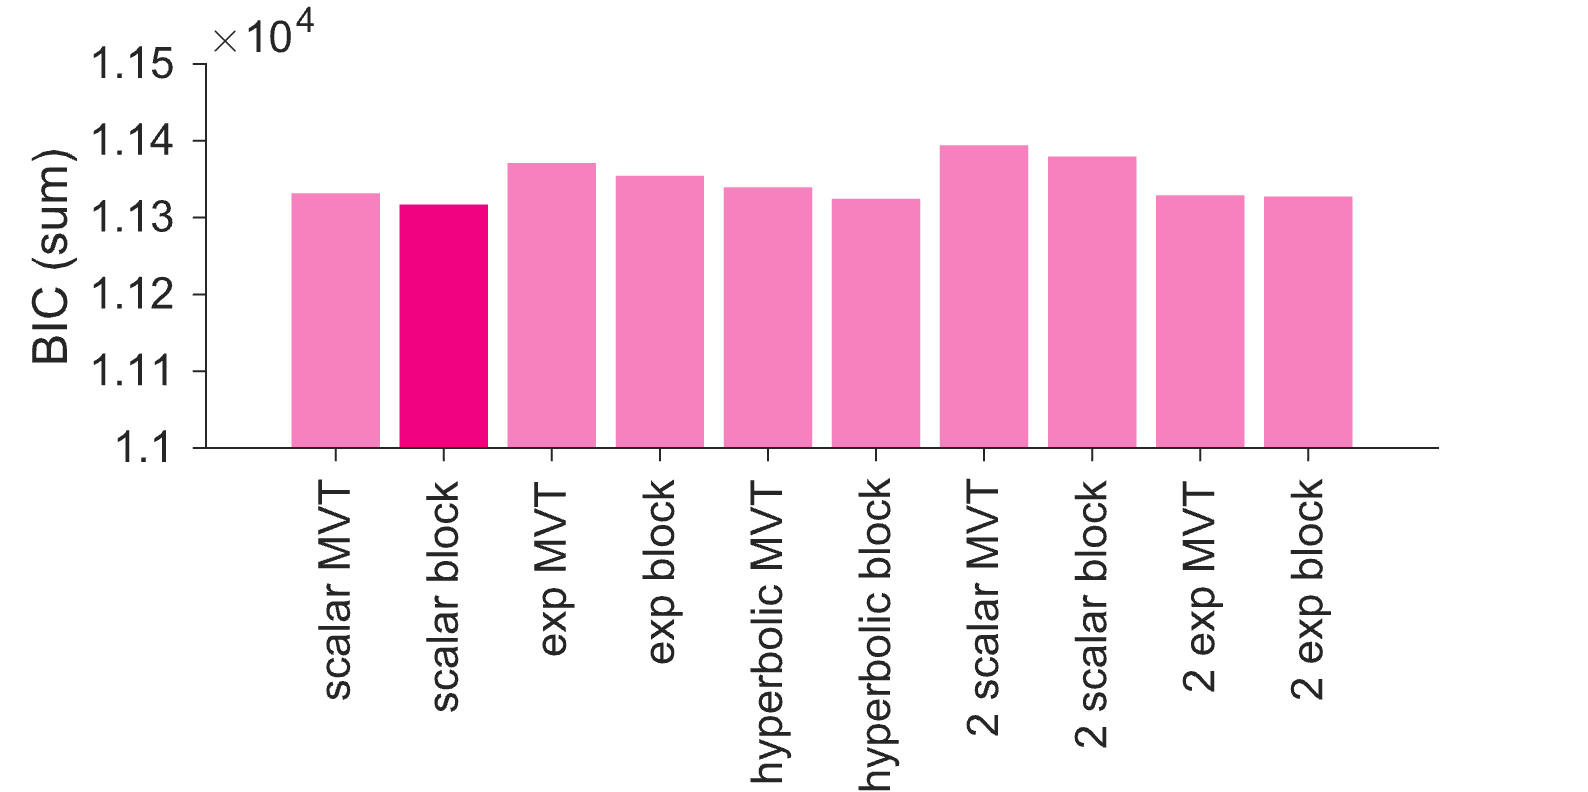 ×10⁴
1.15
1.14
1.13
1.12
1.11
1.1
BIC (sum)
scalar MVT
scalar block
exp MVT
exp block
hyperbolic MVT
hyperbolic block
2 scalar MVT
2 scalar block
2 exp MVT
2 exp block